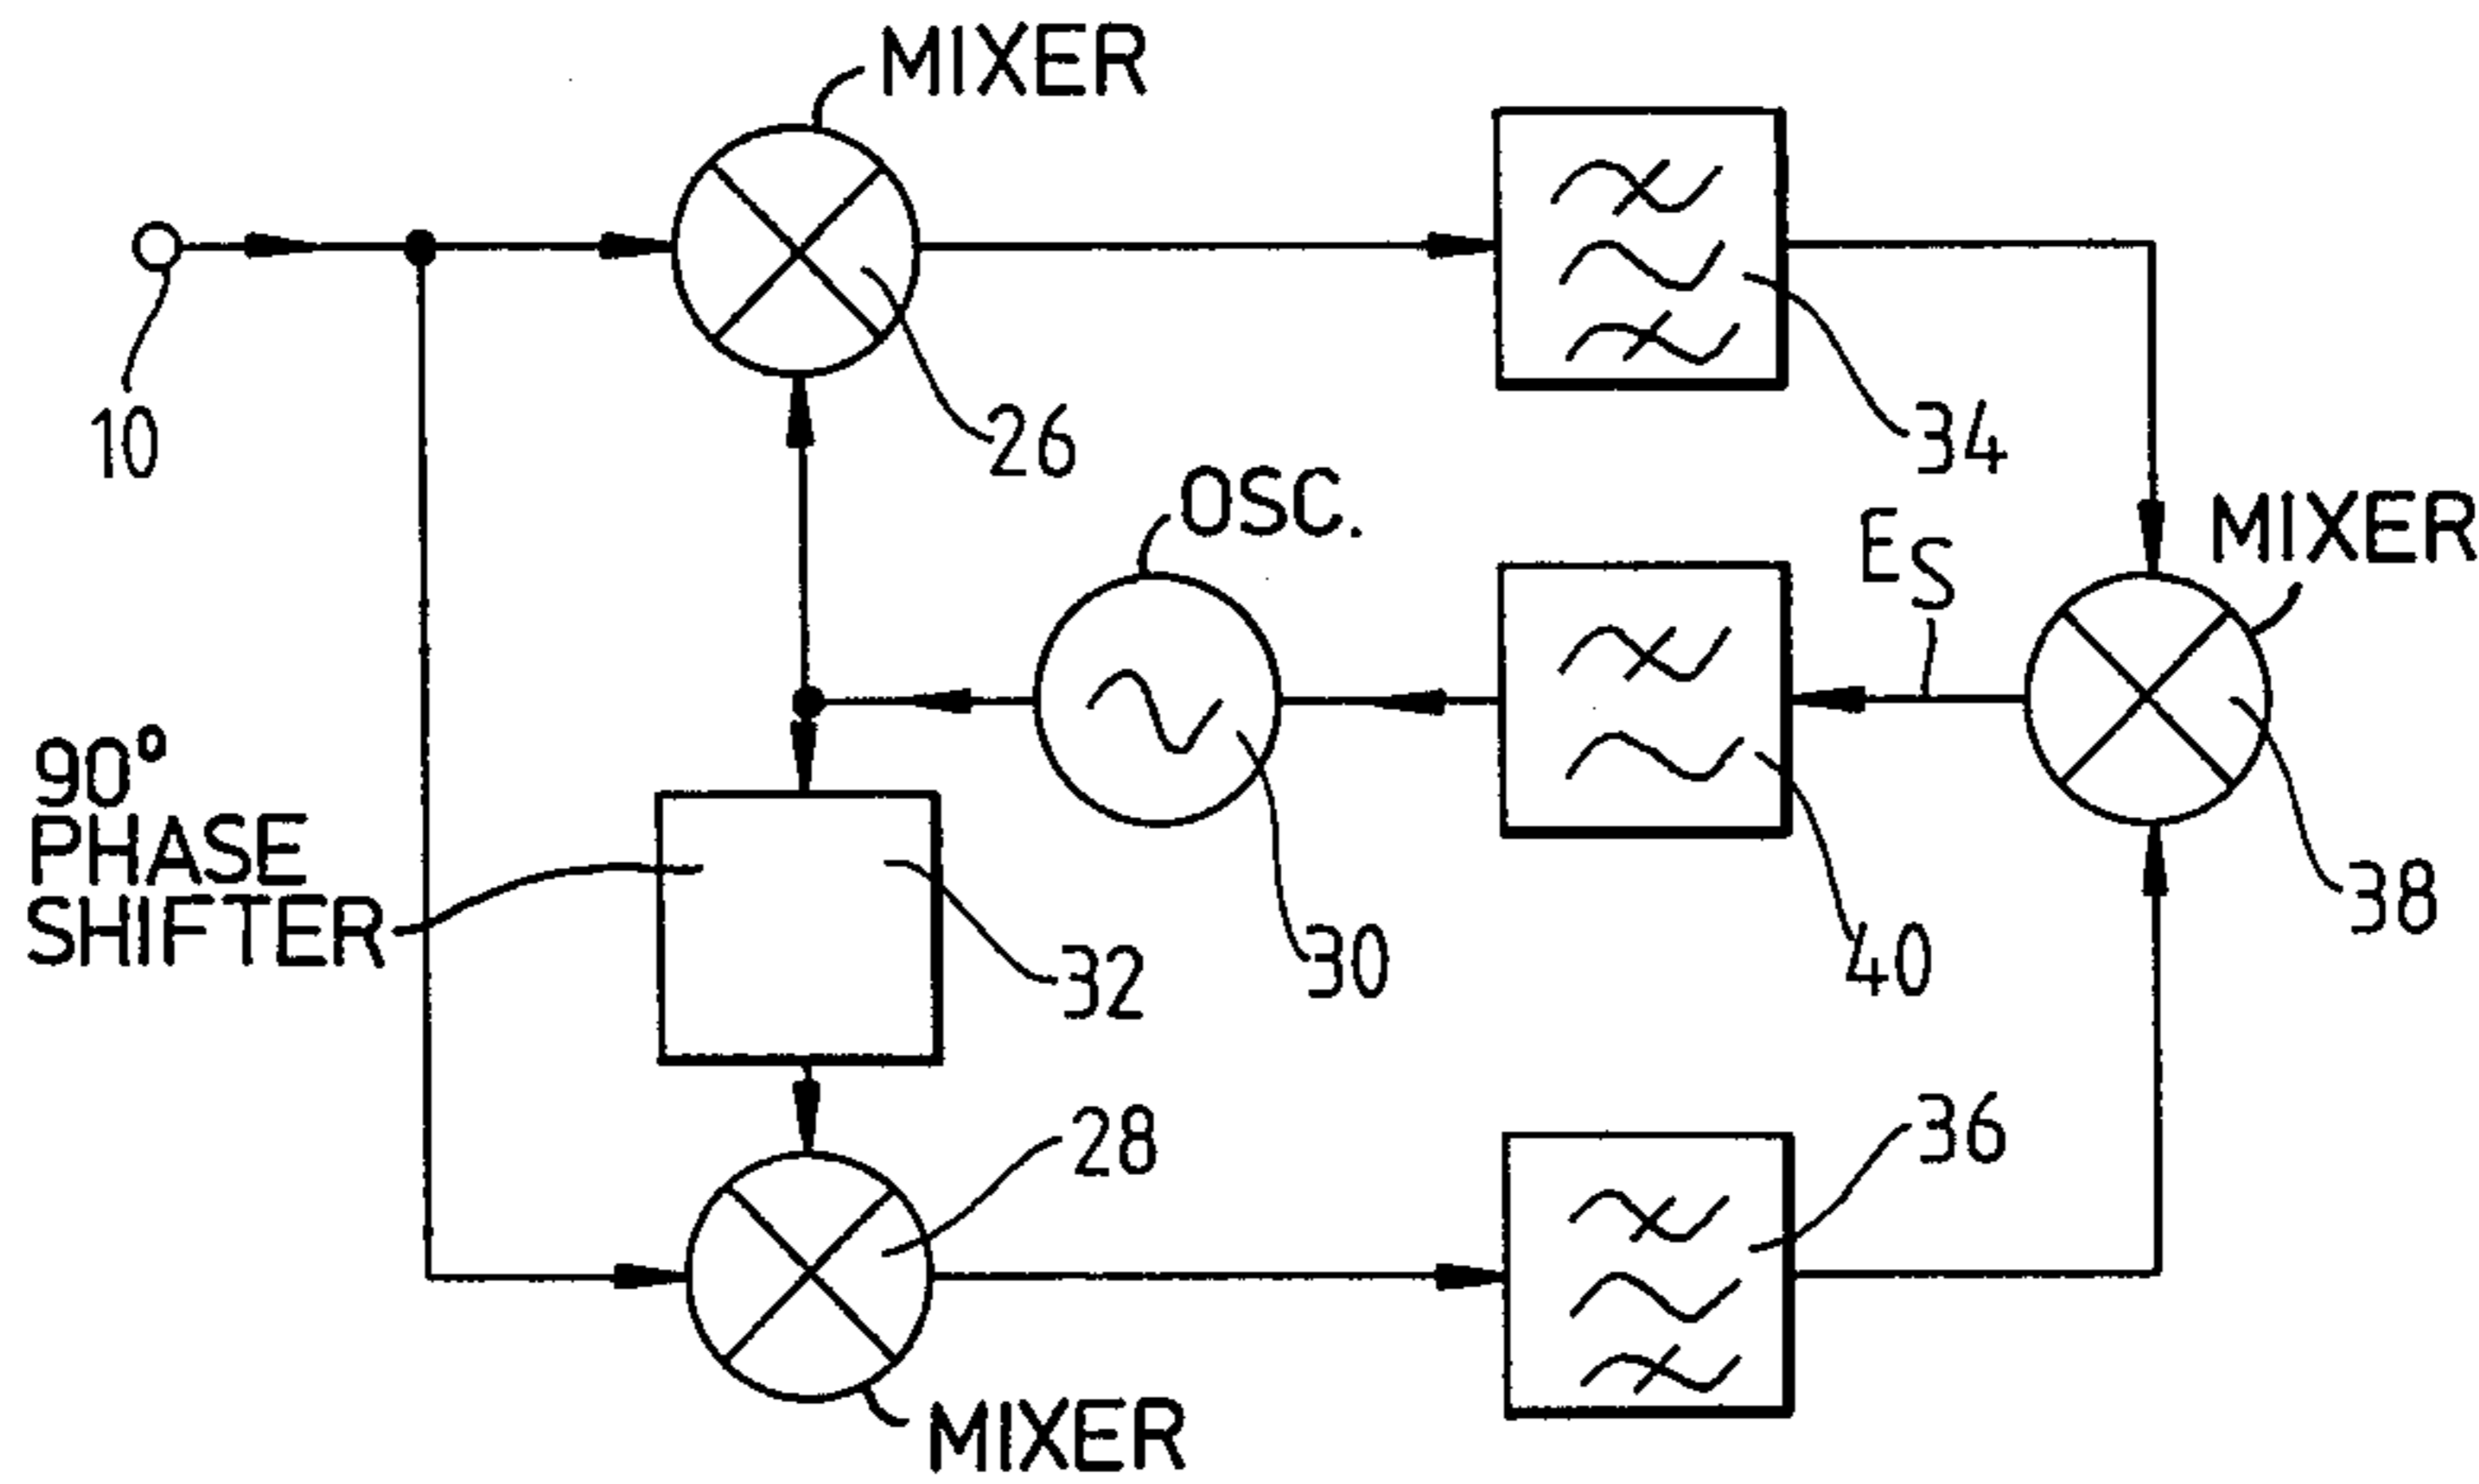 MIXER
10
26
34
OSC.
E_S
MIXER
90°
PHASE
SHIFTER
32
30
40
38
28
36
MIXER